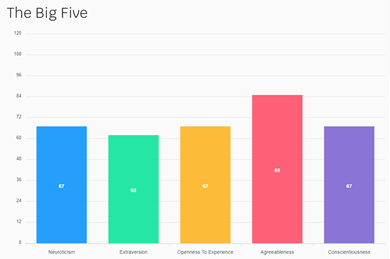 The Big Five
120
108
96
84
72
60
48
36
24
12
0
67
62
67
85
67
Neuroticism
Extraversion
Openness To Experience
Agreeableness
Conscientiousness